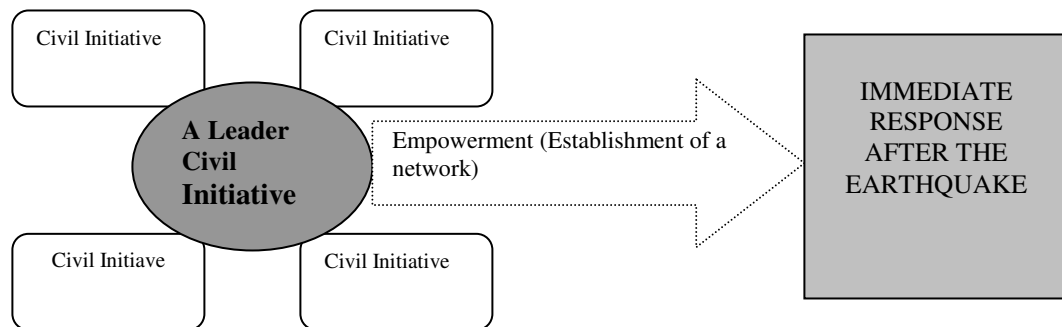 Civil Initiative
Civil Initiative
A Leader
Civil
Initiative
Empowerment (Establishment of a
network)
IMMEDIATE
RESPONSE
AFTER THE
EARTHQUAKE
Civil Initiave
Civil Initiative